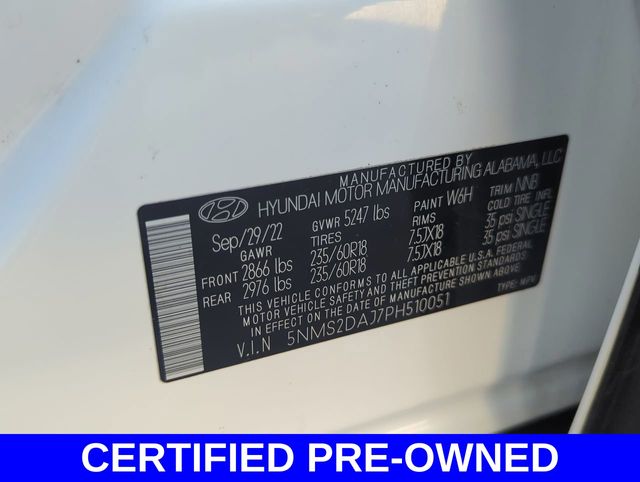 MANUFACTURED BY
HYUNDAI MOTOR MANUFACTURING ALABAMA, LLC
Sep/29/22 GVWR 5247 lbs PAINT W6H TRIM NNB
GAWR TIRES RIMS COLD TIRE INFL
FRONT 2866 lbs 235/60R18 7.5JX18 35 psi SINGLE
REAR 2976 lbs 235/60R18 7.5JX18 35 psi SINGLE
THIS VEHICLE CONFORMS TO ALL APPLICABLE U.S.A. FEDERAL
MOTOR VEHICLE SAFETY AND THEFT PREVENTION STANDARDS
IN EFFECT ON THE DATE OF MANUFACTURE SHOWN ABOVE.
V.I.N 5NMS2DAJ7PH510051 TYPE: MPV
CERTIFIED PRE-OWNED